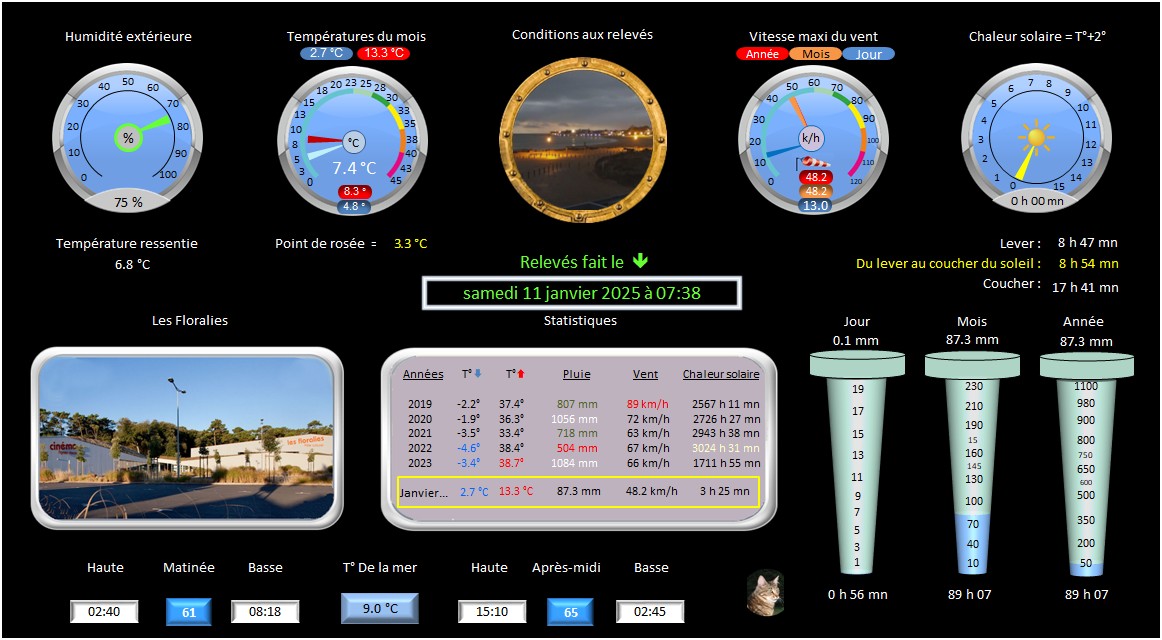 Humidité extérieure
Températures du mois
Conditions aux relevés
Vitesse maxi du vent
Chaleur solaire = T°+2°
2.7 °C 13.3 °C
Année Mois Jour
0 10 20 30 40 50 60 70 80 90 100
%
75 %
0 3 5 8 10 13 15 18 20 23 25 28 30 33 35 38 40 43 45
°C
7.4 °C
8.3 °
4.8 °
0 10 20 30 40 50 60 70 80 90 100 110 120
k/h
48.2
48.2
13.0
0 1 2 3 4 5 6 7 8 9 10 11 12 13 14 15
0 h 00 mn
Température ressentie
6.8 °C
Point de rosée = 3.3 °C
Lever : 8 h 47 mn
Du lever au coucher du soleil : 8 h 54 mn
Coucher : 17 h 41 mn
Relevés fait le
samedi 11 janvier 2025 à 07:38
Les Floralies
cinéma
les floralies
Statistiques
Années T° T° Pluie Vent Chaleur solaire
2019 -2.2° 37.4° 807 mm 89 km/h 2567 h 11 mn
2020 -1.9° 36.3° 1056 mm 72 km/h 2726 h 27 mn
2021 -3.5° 33.4° 718 mm 63 km/h 2943 h 38 mn
2022 -4.6° 38.4° 504 mm 67 km/h 3024 h 31 mn
2023 -3.4° 38.7° 1084 mm 66 km/h 1711 h 55 mn
Janvier... 2.7 °C 13.3 °C 87.3 mm 48.2 km/h 3 h 25 mn
Jour
0.1 mm
19
17
15
13
11
9
7
5
3
1
0 h 56 mn
Mois
87.3 mm
230
210
190
15
160
145
130
100
70
40
10
89 h 07
Année
87.3 mm
1100
980
900
800
750
650
600
500
350
200
50
89 h 07
Haute Matinée Basse T° De la mer Haute Après-midi Basse
02:40 61 08:18 9.0 °C 15:10 65 02:45